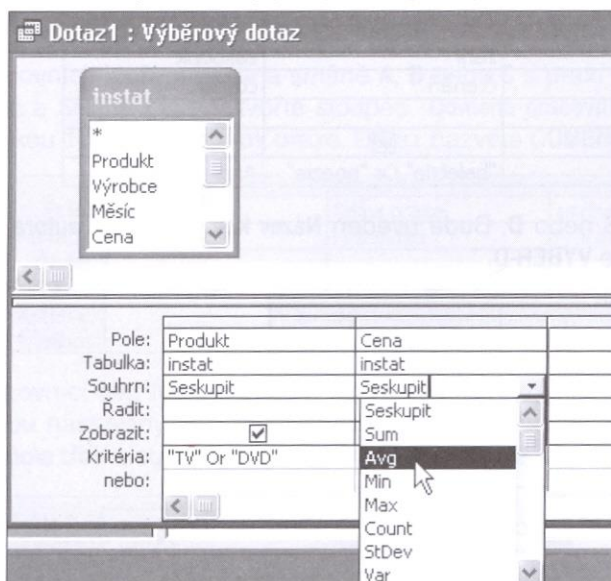 Dotaz1 : Výběrový dotaz
instat
*
Produkt
Výrobce
Měsíc
Cena
Pole: Produkt Cena
Tabulka: instat instat
Souhrn: Seskupit Seskupit
Řadit: Seskupit
Zobrazit: Sum
Kritéria: "TV" Or "DVD" Avg
nebo: Min
Max
Count
StDev
Var